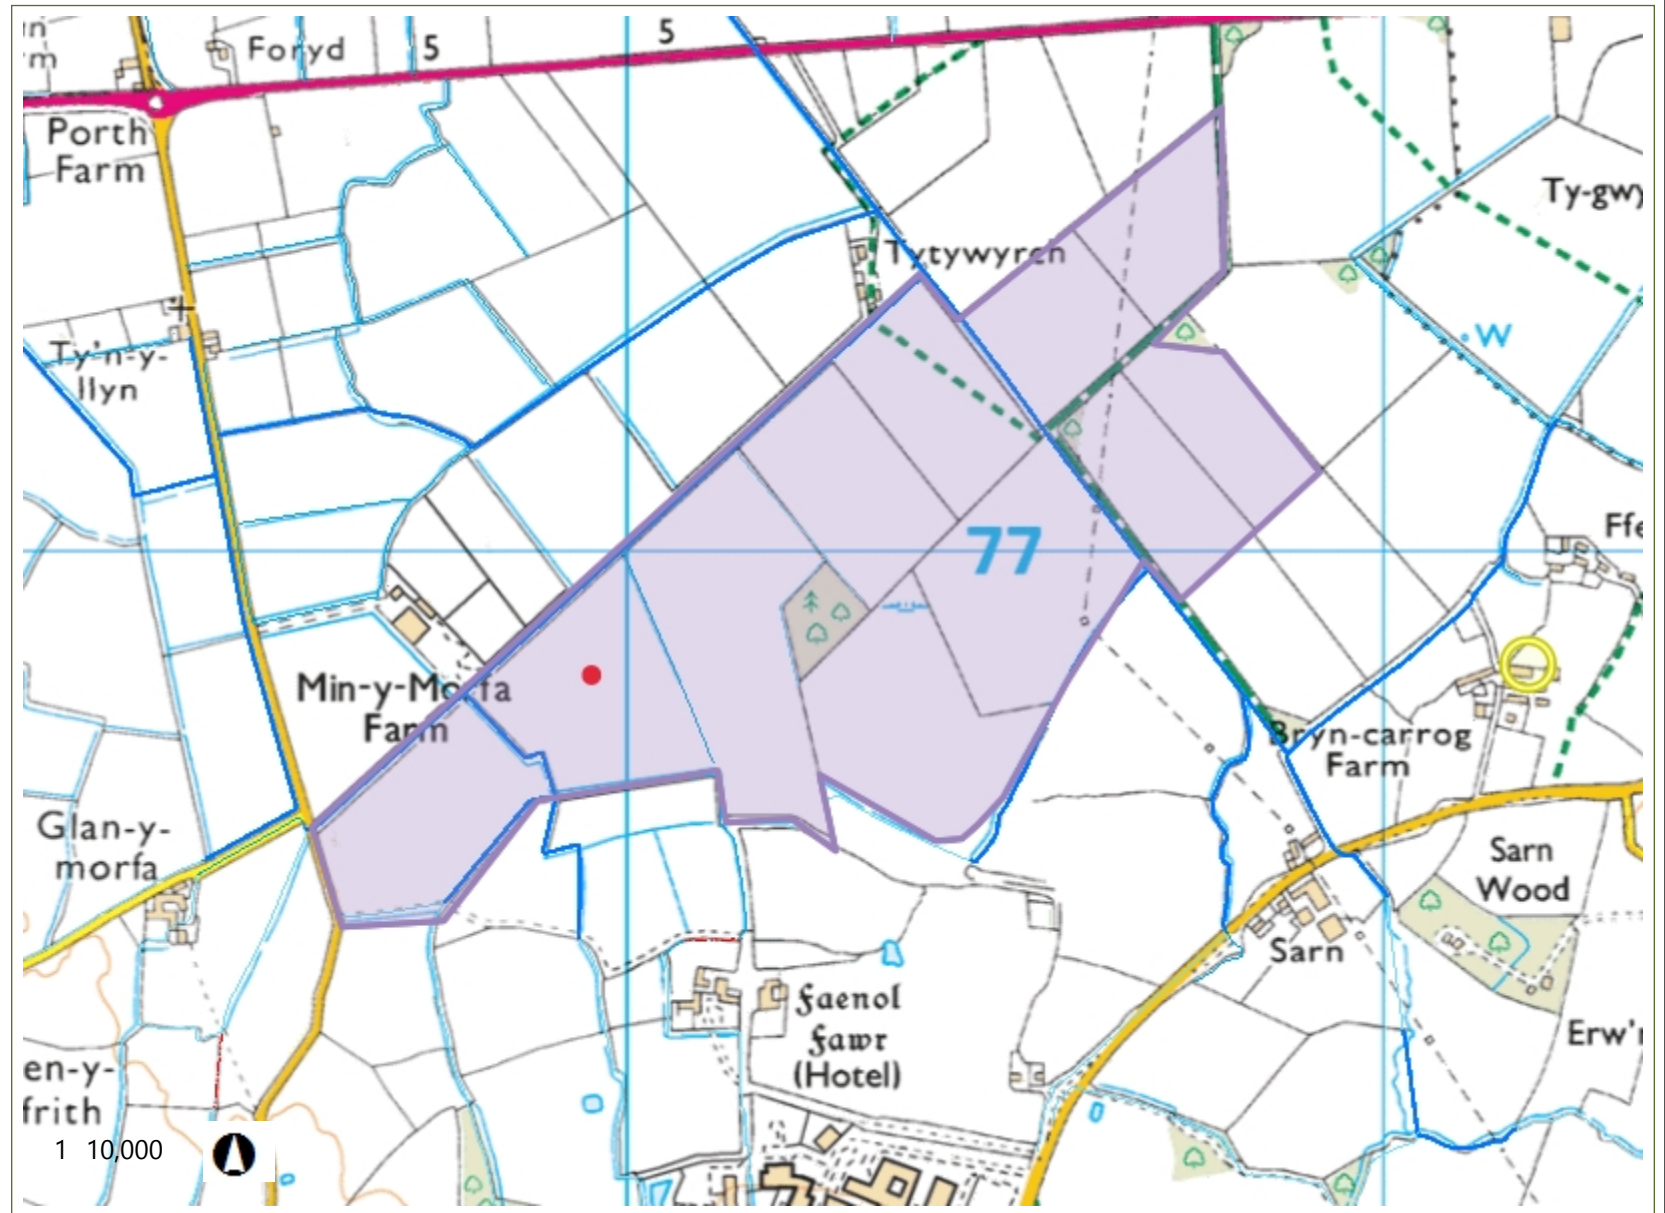 m
Foryd
5
5
Porth
Farm
Tytywyren
Ty-gwy
Ty'n-y-
llyn
W
77
Ffe
Min-y-Morfa
Farm
Bryn-carrog
Farm
Glan-y-
morfa
Sarn
Wood
Sarn
Faenol
Fawr
(Hotel)
en-y-
frith
Erw'r
1 10,000